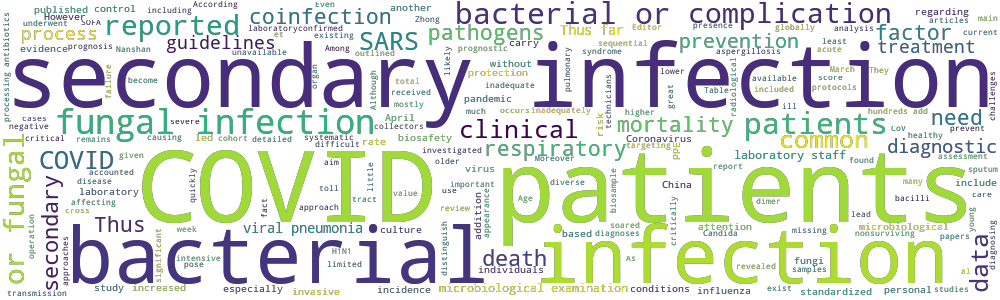 However
SOFA
According
including
published
control
underwent
Zhong
another
Even
laboratoryconfirmed
et
existing
articles
main
coinfection
bacterial or complication
reported
process
evidence
Nanshan
guidelines
SARS
pathogens
Thus far
Editor
regarding
factor
treatment
prevention
globally
analysis
acute
current
presenting
prognosis
unavailable
Among
outlined
prognostic
carry
syndrome
sequential
aspergillosis
least
processing antibiotics
failure
become
organ
Although
likely
without
inadequate
pulmonary
protection
radiological
lower
available
March
They
score
included
challenges
secondary infection
cases
negative
severe
influenza
total
received
mostly
pandemic
much
occurs
inadequately
Table
higher
great
technicians
ill
protocols
hundreds
add
prevent
fungal infection
April
collectors
clinical
risk
mortality
patients
need
critical
remains
causing
led
cohort
detailed
systematic
difficult
biosafety
rate
Coronavirus
targeting
PPE
common
Lov
healthy
diagnostic
or fungal
COVID
given
aim
investigated
older
respiratory
Moreover
laboratory staff
found
assessment
sputum
accounted
disease
laboratory
affecting
cross
quickly
toll
tract
little
value
approach
fact
virus
use
important
review
diverse
report
China
many
bacilli
include
care
COVID patients
secondary
Thus
viral pneumonia
culture
addition
appearance
Age
based
diagnoses
soared
biosample
attention
dimer
missing
lead
microbiological
nonsurviving
young
operation
approaches
week
significant
intensive
pose
H1N1
limited
bacterial
death
individuals
distinguish
As
Candida
critically
revealed
fungi
samples
papers
diagnosing
infection
data
transmission
study
increased
especially
invasive
incidence
microbiological examination
conditions
influenza
exist
standardized
personal
studies